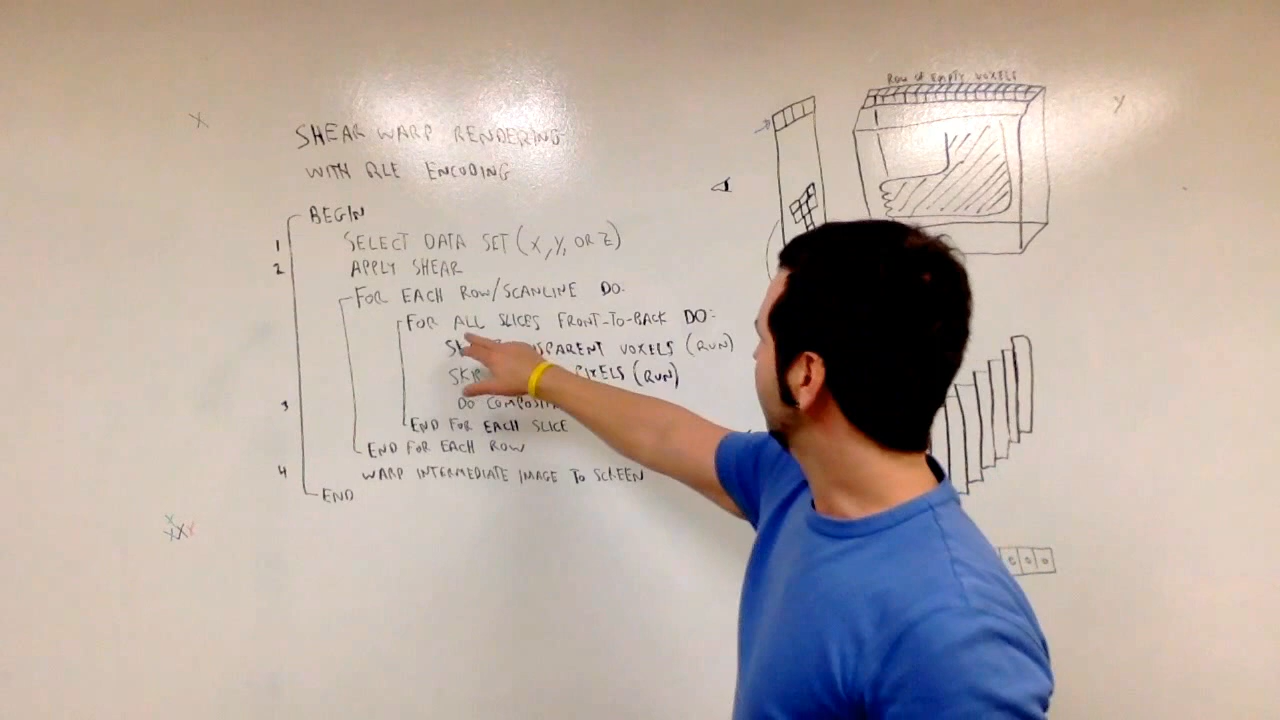 Row of Empty VOXELS
X
Y
SHEAR WARP RENDERING
WITH RLE ENCODING
BEGIN
1 SELECT DATA SET (X, Y, OR Z)
2 APPLY SHEAR
FOR EACH ROW/SCANLINE DO:
FOR ALL SLICES FRONT-TO-BACK DO:
VOXELS (RUN)
PIXELS (RUN)
3 DO
END FOR EACH SLICE
END FOR EACH ROW
4 WARP INTERMEDIATE IMAGE TO SCREEN
END
X
XXY